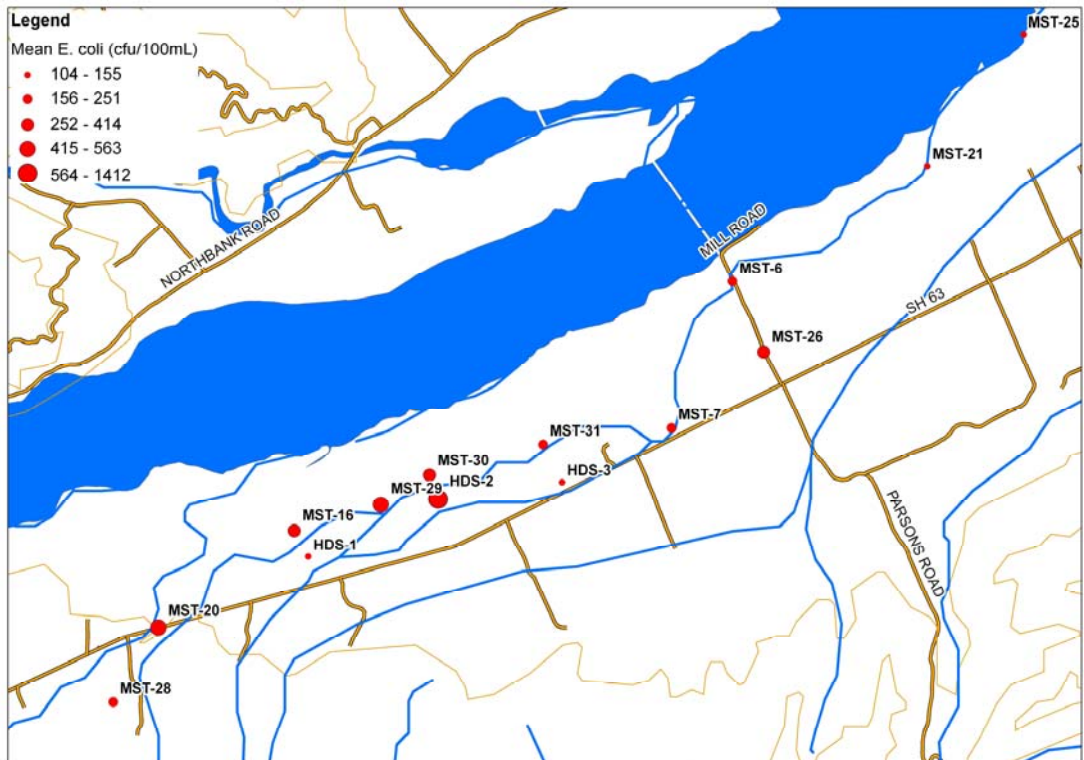 Legend
Mean E. coli (cfu/100mL)
104 - 155
156 - 251
252 - 414
415 - 563
564 - 1412
MST-25
MST-21
NORTHBANK ROAD
MILL ROAD
MST-6
SH 63
MST-26
MST-7
MST-31
MST-30
HDS-2
HDS-3
MST-29
MST-16
HDS-1
PARSONS ROAD
MST-20
MST-28